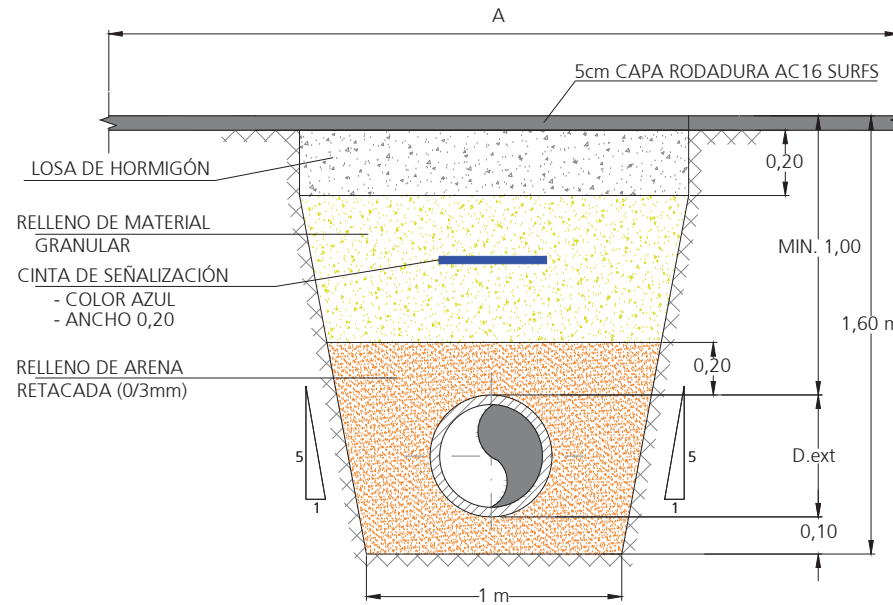 A
5cm CAPA RODADURA AC16 SURFS
LOSA DE HORMIGÓN
0,20
RELLENO DE MATERIAL
GRANULAR
MIN. 1,00
CINTA DE SEÑALIZACIÓN
- COLOR AZUL
- ANCHO 0,20
1,60 m
RELLENO DE ARENA
RETACADA (0/3mm)
0,20
5
1
5
1
D.ext
0,10
1 m